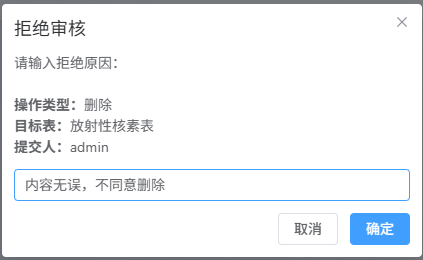 拒绝审核
请输入拒绝原因：
操作类型：删除
目标表：放射性核素表
提交人：admin
内容无误，不同意删除
取消
确定